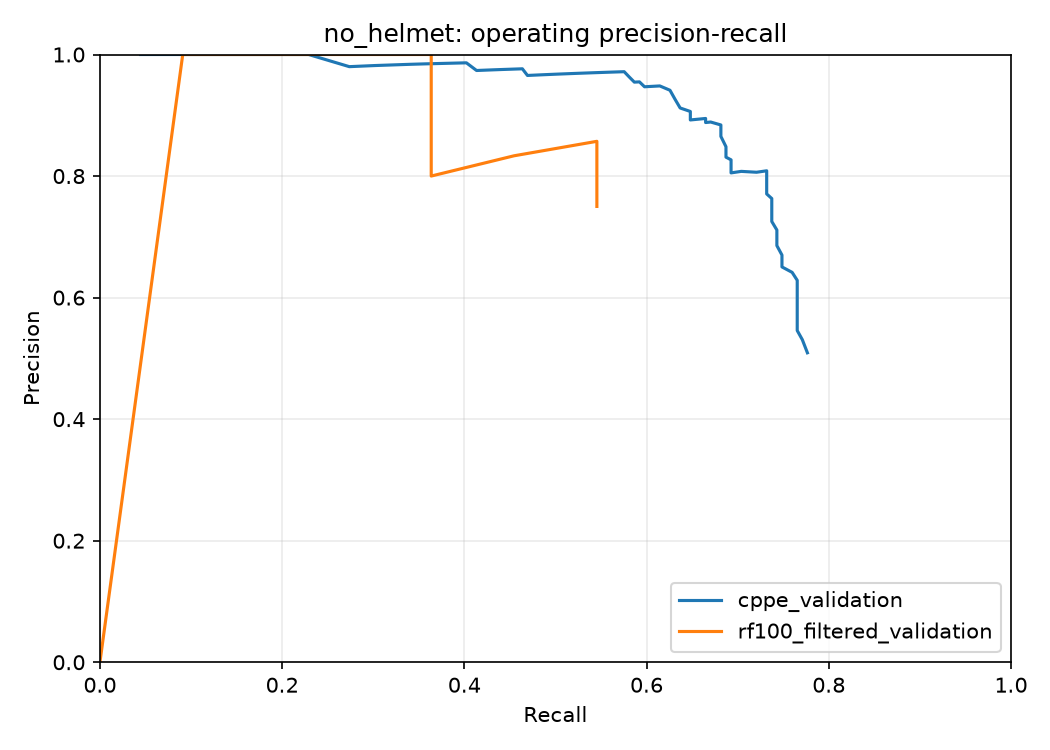 no_helmet: operating precision-recall
1.0
0.8
0.6
0.4
0.2
0.0
Precision
0.0 0.2 0.4 0.6 0.8 1.0
Recall
cppe_validation
rf100_filtered_validation